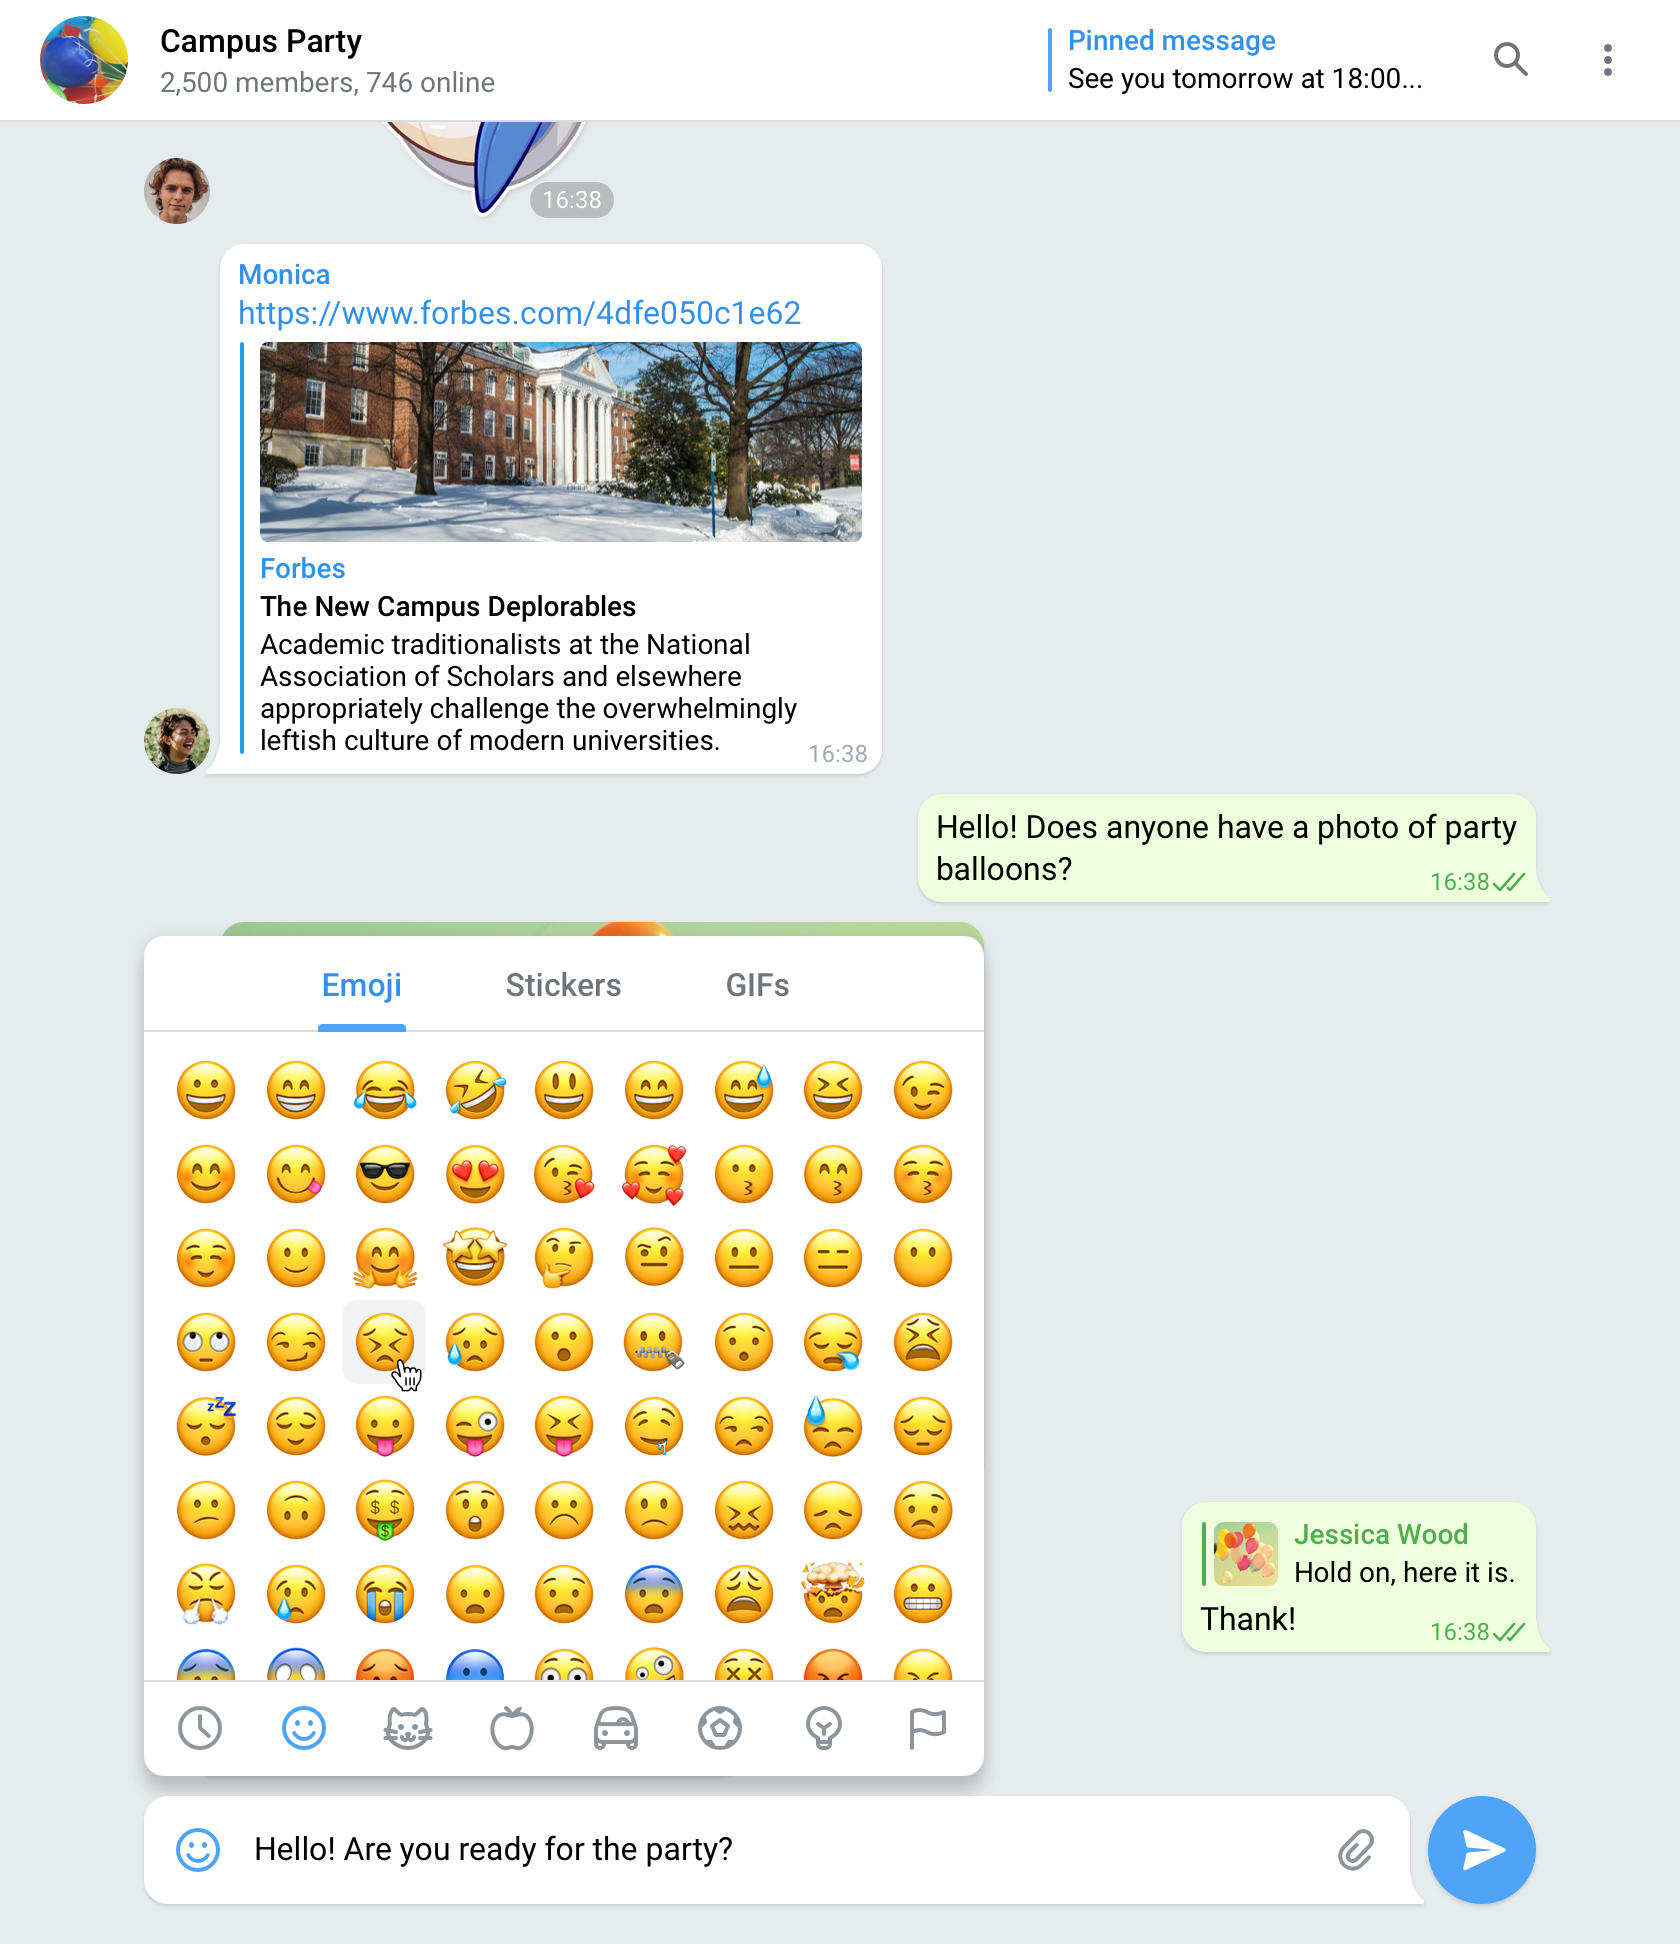 Campus Party
2,500 members, 746 online
Pinned message
See you tomorrow at 18:00...
16:38
Monica
https://www.forbes.com/4dfe050c1e62
Forbes
The New Campus Deplorables
Academic traditionalists at the National
Association of Scholars and elsewhere
appropriately challenge the overwhelmingly
leftish culture of modern universities.
16:38
Hello! Does anyone have a photo of party
balloons?
16:38
Emoji Stickers GIFs
Jessica Wood
Hold on, here it is.
Thank!
16:38
Hello! Are you ready for the party?